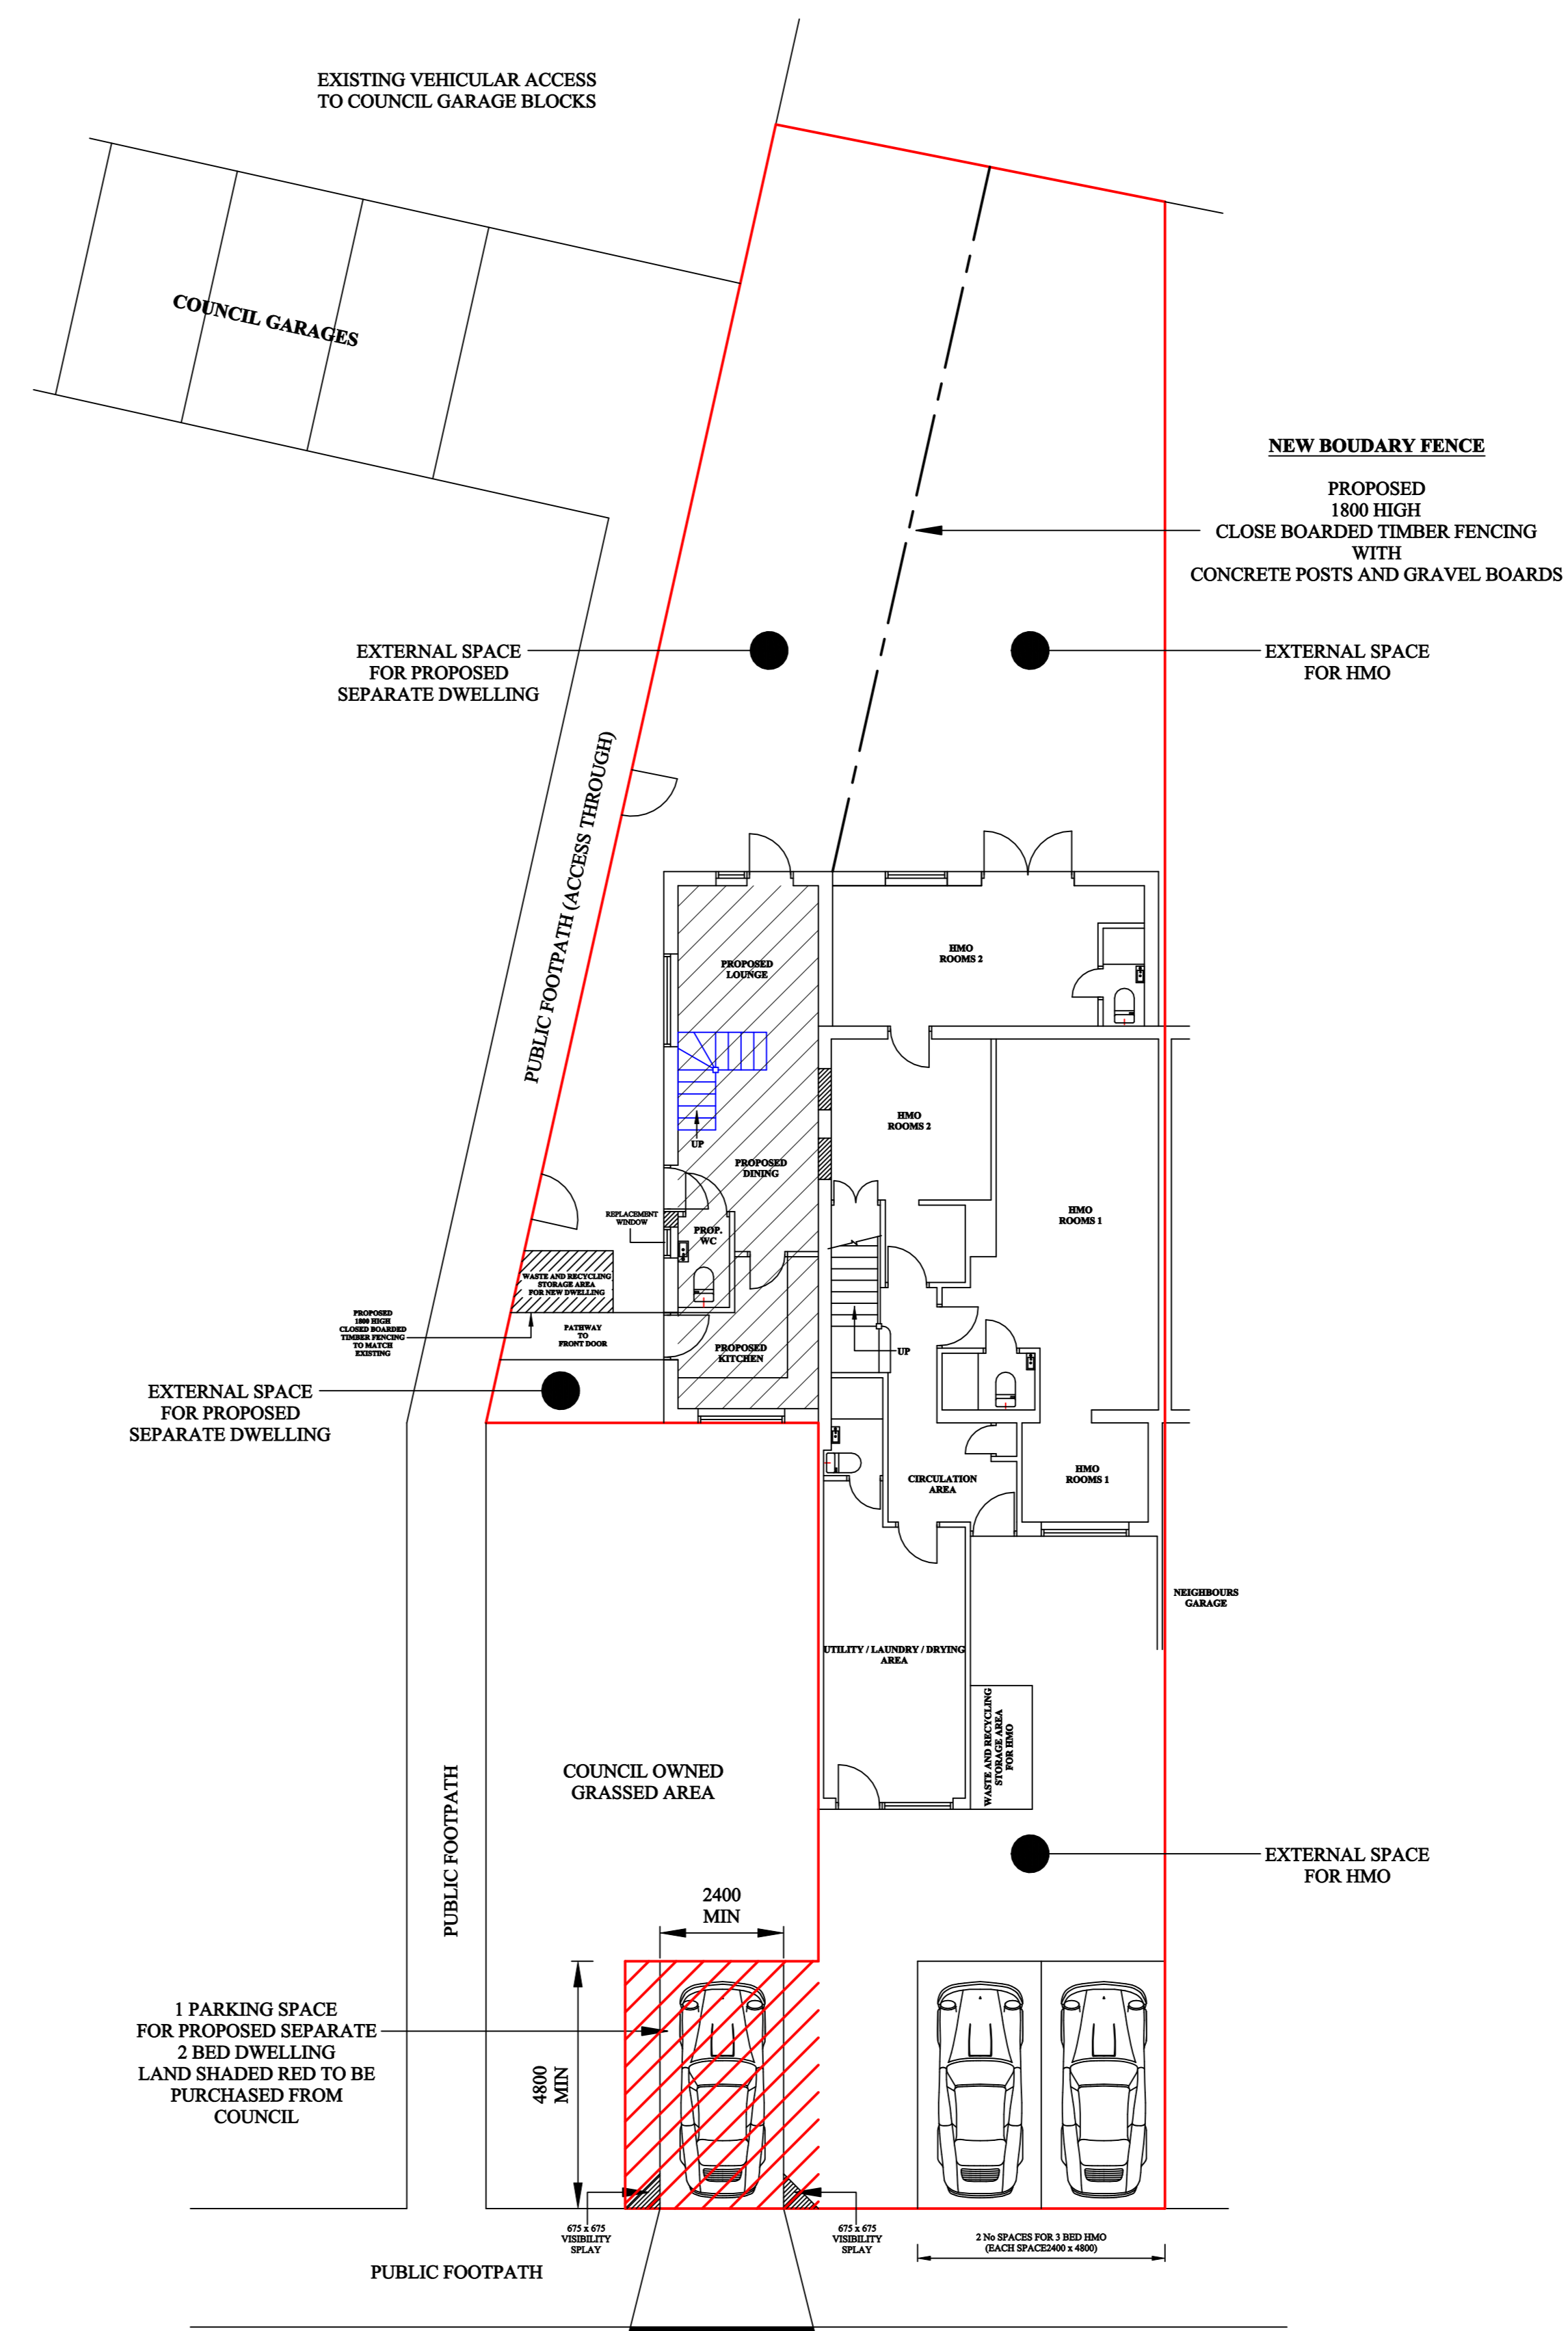 EXISTING VEHICULAR ACCESS
TO COUNCIL GARAGE BLOCKS
COUNCIL GARAGES
NEW BOUDARY FENCE
PROPOSED
1800 HIGH
CLOSE BOARDED TIMBER FENCING
WITH
CONCRETE POSTS AND GRAVEL BOARDS
EXTERNAL SPACE
FOR PROPOSED
SEPARATE DWELLING
EXTERNAL SPACE
FOR HMO
PUBLIC FOOTPATH (ACCESS THROUGH)
PROPOSED
LOUNGE
HMO
ROOMS 2
UP
PROPOSED
DINING
HMO
ROOMS 2
REPLACEMENT
WINDOW
PROP.
WC
HMO
ROOMS 1
WASTE AND RECYCLING
STORAGE AREA
FOR NEW DWELLING
PROPOSED
1800 HIGH
CLOSED BOARDED
TIMBER FENCING
TO MATCH
EXISTING
PATHWAY
TO
FRONT DOOR
PROPOSED
KITCHEN
UP
EXTERNAL SPACE
FOR PROPOSED
SEPARATE DWELLING
CIRCULATION
AREA
HMO
ROOMS 1
NEIGHBOURS
GARAGE
UTILITY / LAUNDRY / DRYING
AREA
WASTE AND RECYCLING
STORAGE AREA
FOR HMO
COUNCIL OWNED
GRASSED AREA
PUBLIC FOOTPATH
EXTERNAL SPACE
FOR HMO
2400
MIN
1 PARKING SPACE
FOR PROPOSED SEPARATE
2 BED DWELLING
LAND SHADED RED TO BE
PURCHASED FROM
COUNCIL
4800
MIN
675 x 675
VISIBILITY
SPLAY
675 x 675
VISIBILITY
SPLAY
2 No SPACES FOR 3 BED HMO
(EACH SPACE2400 x 4800)
PUBLIC FOOTPATH